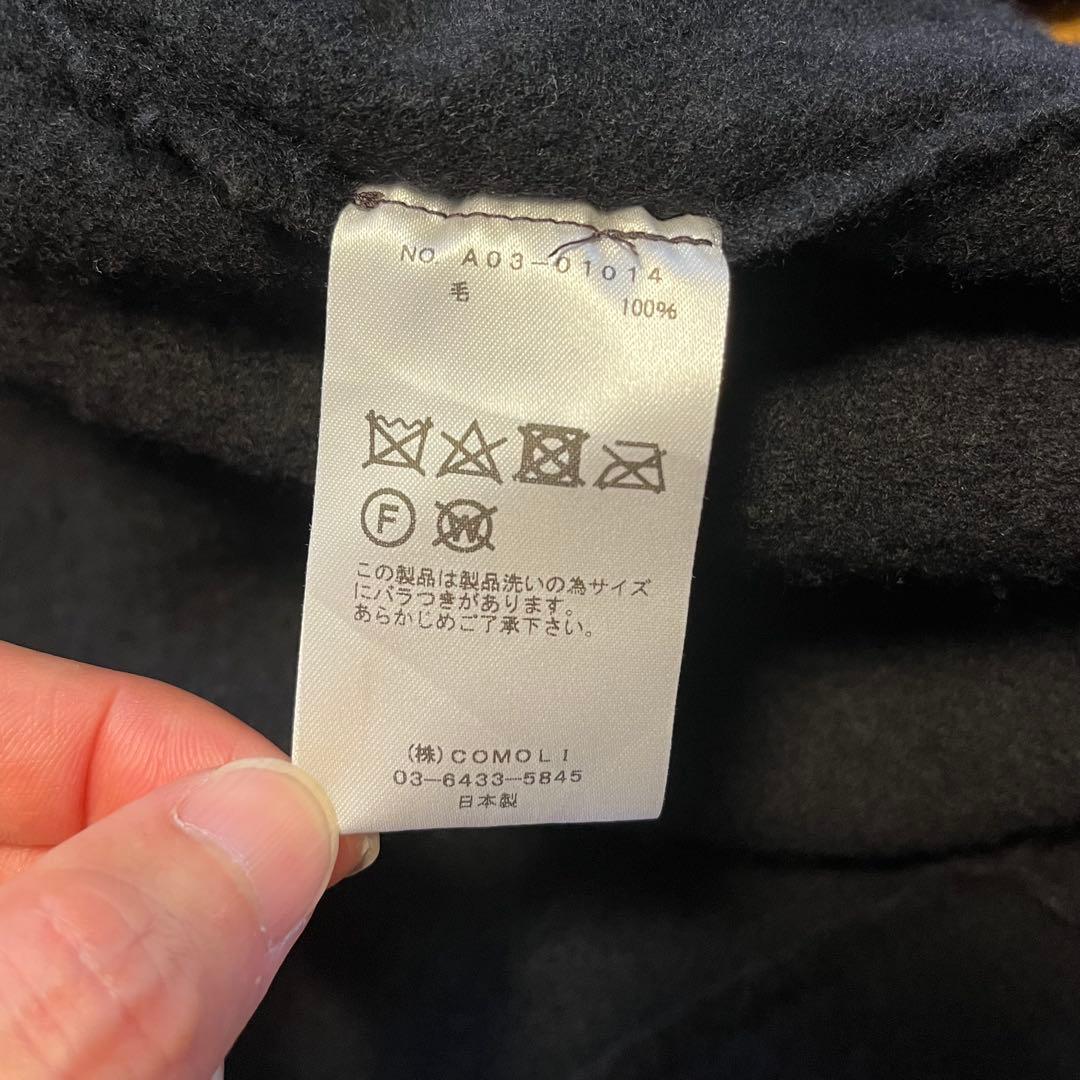 NO A03-01014
毛 100%
F W
この製品は製品洗いの為サイズ
にバラつきがあります。
あらかじめご了承下さい。
(株)COMOLI
03-6433-5845
日本製